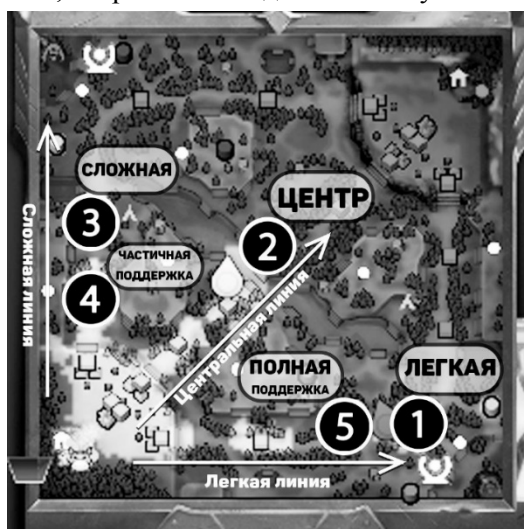 СЛОЖНАЯ
3
ЧАСТИЧНАЯ
ПОДДЕРЖКА
4
Сложная линия
ЦЕНТР
2
Центральная линия
ПОЛНАЯ
ПОДДЕРЖКА
5
ЛЕГКАЯ
1
Легкая линия